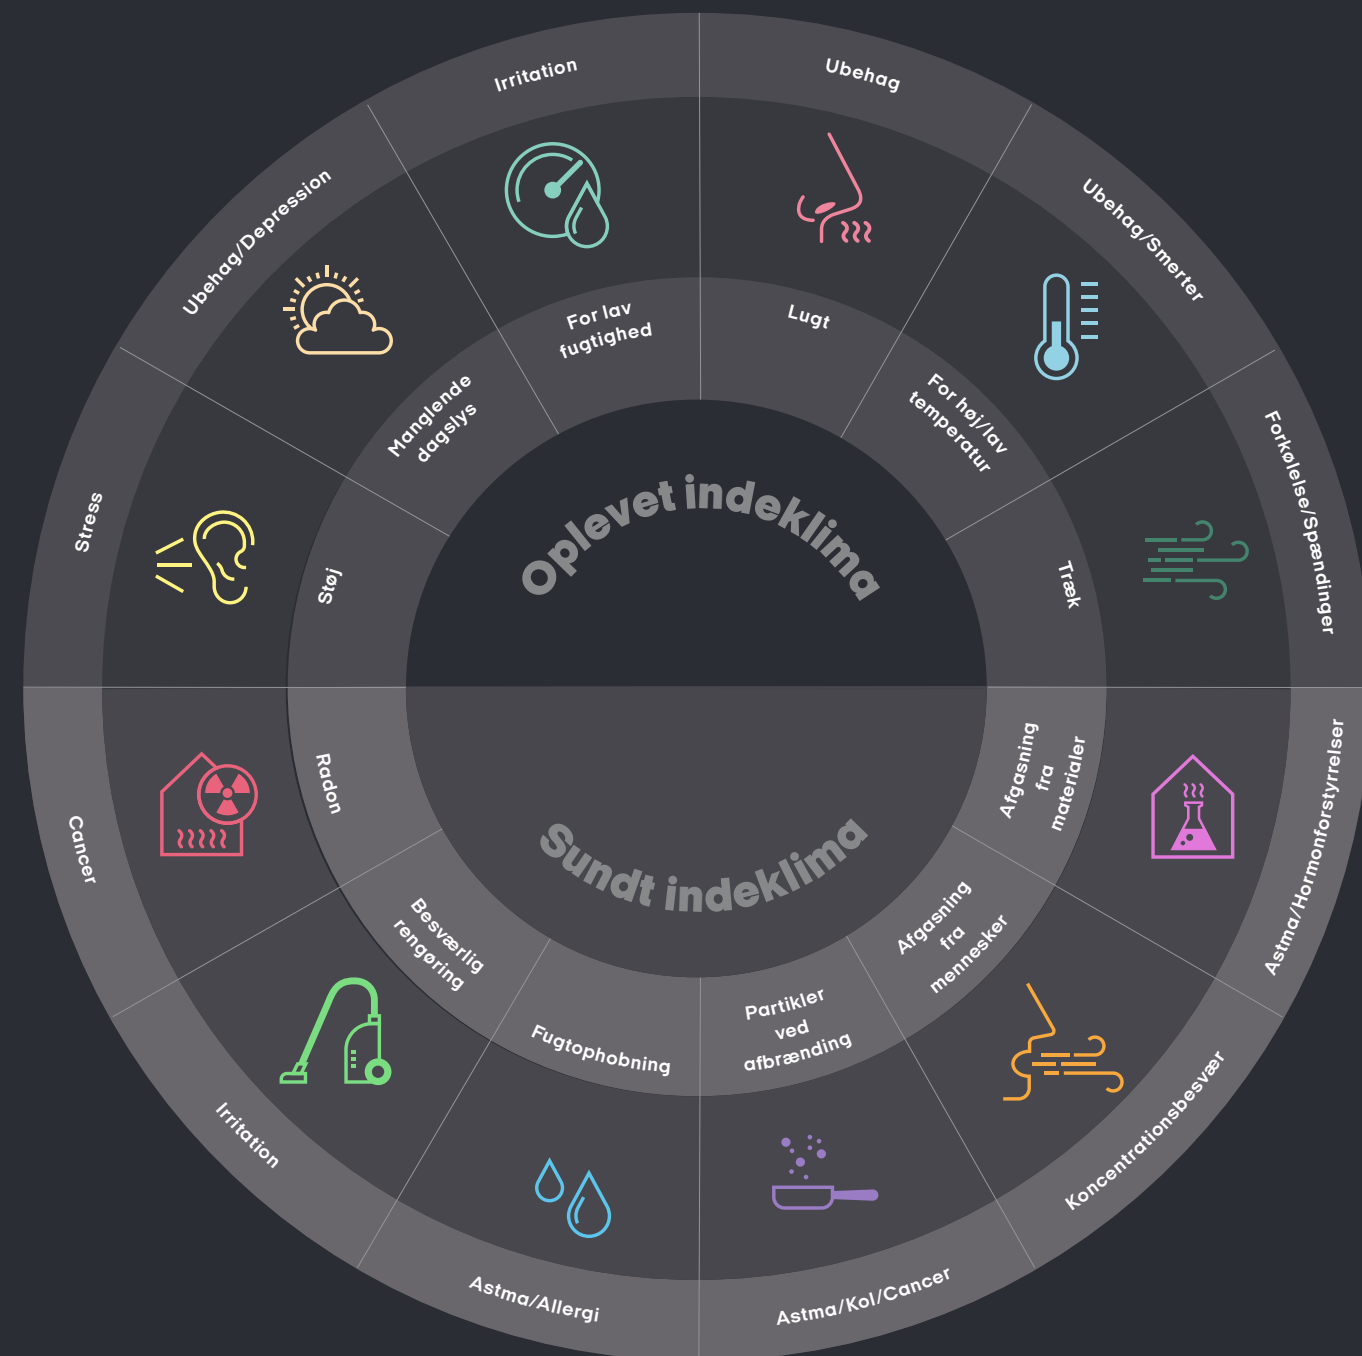 Irritation
Ubehag
Ubehag/Smerter
Forkølelse/Spændinger
Astma/Hormonforstyrrelser
Koncentrationsbesvær
Astma/Kol/Cancer
Astma/Allergi
Irritation
Cancer
Stress
Ubehag/Depression
For lav
fugtighed
Lugt
For høj/lav
temperatur
Træk
Afgasning
fra
materialer
Afgasning
fra
mennesker
Partikler
ved
afbrænding
Fugtophobning
Besværlig
rengøring
Radon
Støj
Manglende
dagslys
Oplevet indeklima
Sundt indeklima